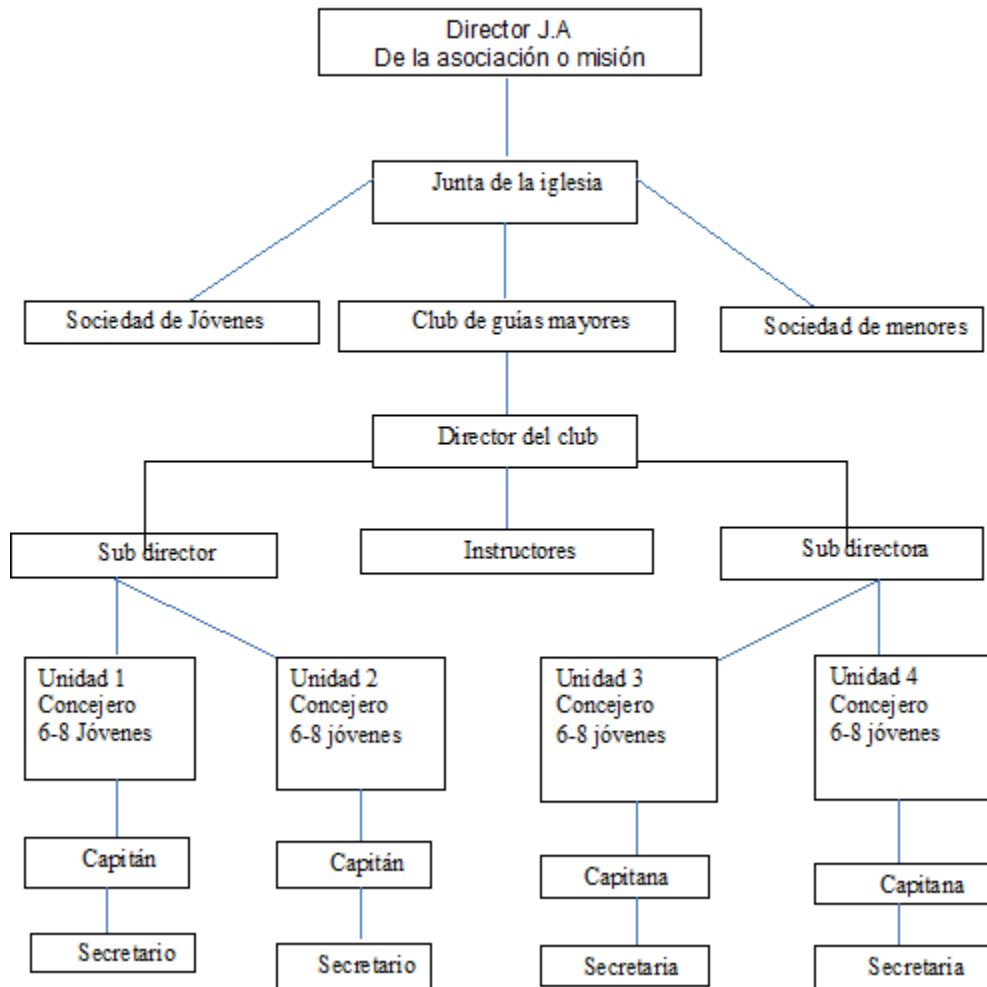 Director J.A
De la asociación o misión
Junta de la iglesia
Sociedad de Jóvenes
Club de guías mayores
Sociedad de menores
Director del club
Sub director
Instructores
Sub directora
Unidad 1
Concejero
6-8 Jóvenes
Unidad 2
Concejero
6-8 jóvenes
Unidad 3
Concejero
6-8 jóvenes
Unidad 4
Concejero
6-8 jóvenes
Capitán
Capitán
Capitana
Capitana
Secretario
Secretario
Secretaria
Secretaria